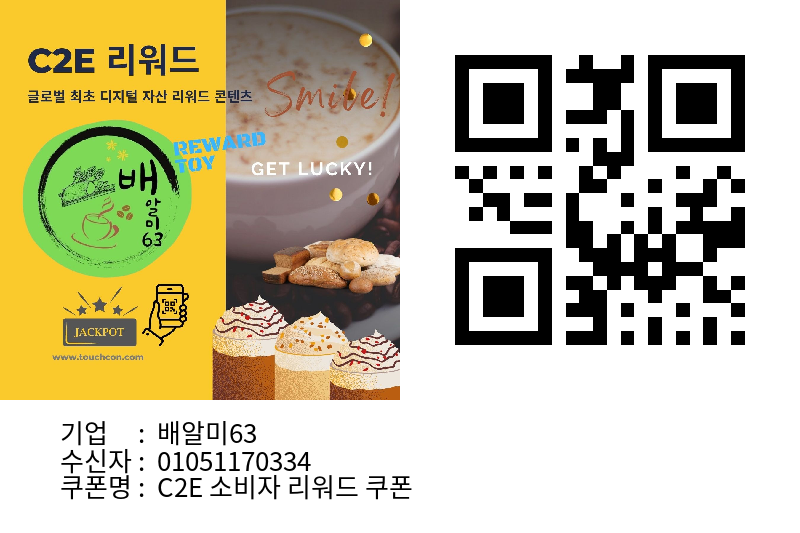 C2E 리워드
글로벌 최초 디지털 자산 리워드 콘텐츠
Smile!
REWARD
TOY
GET LUCKY!
배
알
미
63
JACKPOT
www.touchcon.com
기업 : 배알미63
수신자 : 01051170334
쿠폰명 : C2E 소비자 리워드 쿠폰